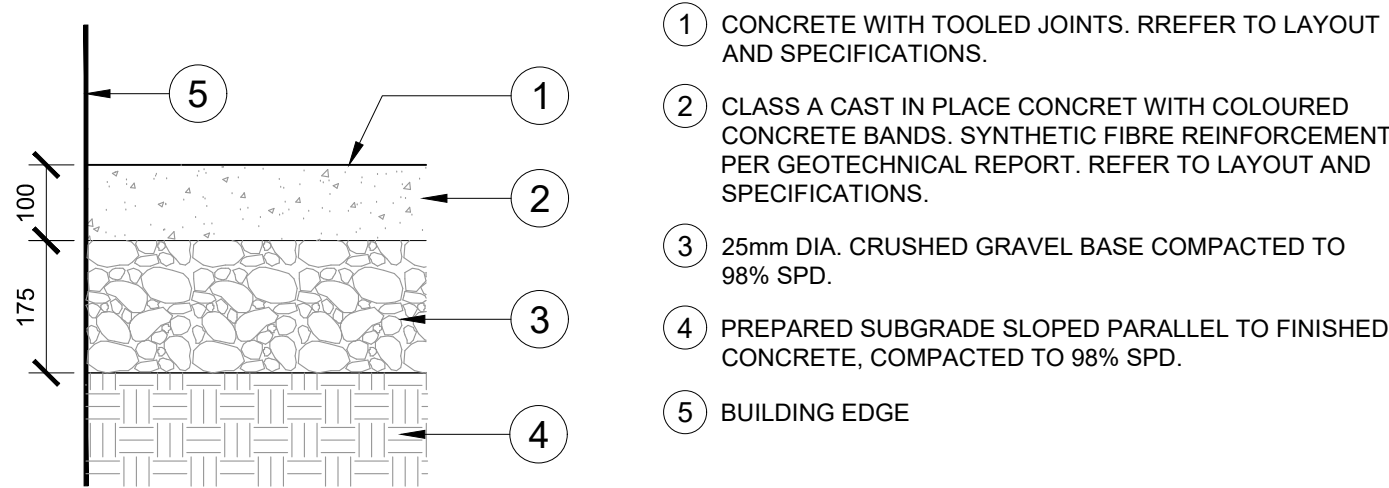 5
1
2
3
4
100
175
1 CONCRETE WITH TOOLED JOINTS. RREFER TO LAYOUT
AND SPECIFICATIONS.
2 CLASS A CAST IN PLACE CONCRET WITH COLOURED
CONCRETE BANDS. SYNTHETIC FIBRE REINFORCEMENT
PER GEOTECHNICAL REPORT. REFER TO LAYOUT AND
SPECIFICATIONS.
3 25mm DIA. CRUSHED GRAVEL BASE COMPACTED TO
98% SPD.
4 PREPARED SUBGRADE SLOPED PARALLEL TO FINISHED
CONCRETE, COMPACTED TO 98% SPD.
5 BUILDING EDGE